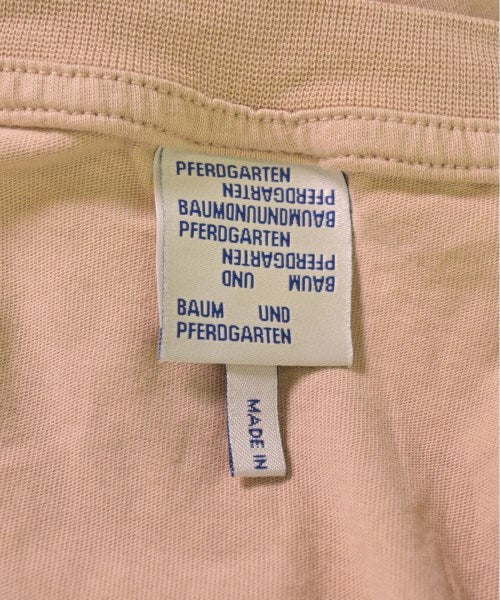 PFERDGARTEN
PFERDGARTEN
BAUMDNUUNDMUAB
PFERDGARTEN
PFERDGARTEN
BAUM UND
BAUM UND
PFERDGARTEN
MADE IN